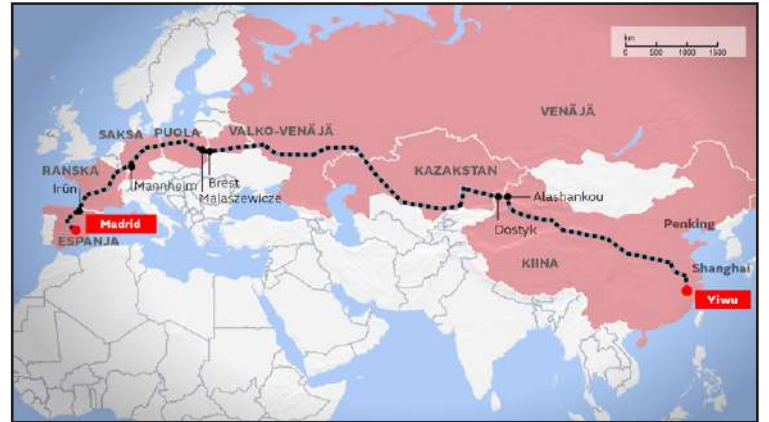 km
0 500 1000 1500
VENÄJÄ
SAKSA PUOLA VALKO-VENÄJÄ
RANSKA
KAZAKSTAN
Irún
Mannheim
Brest
Malaszewicze
Alashankou
Madrid
Dostyk
Penking
ESPANJA
KIINA
Shanghai
Yiwu